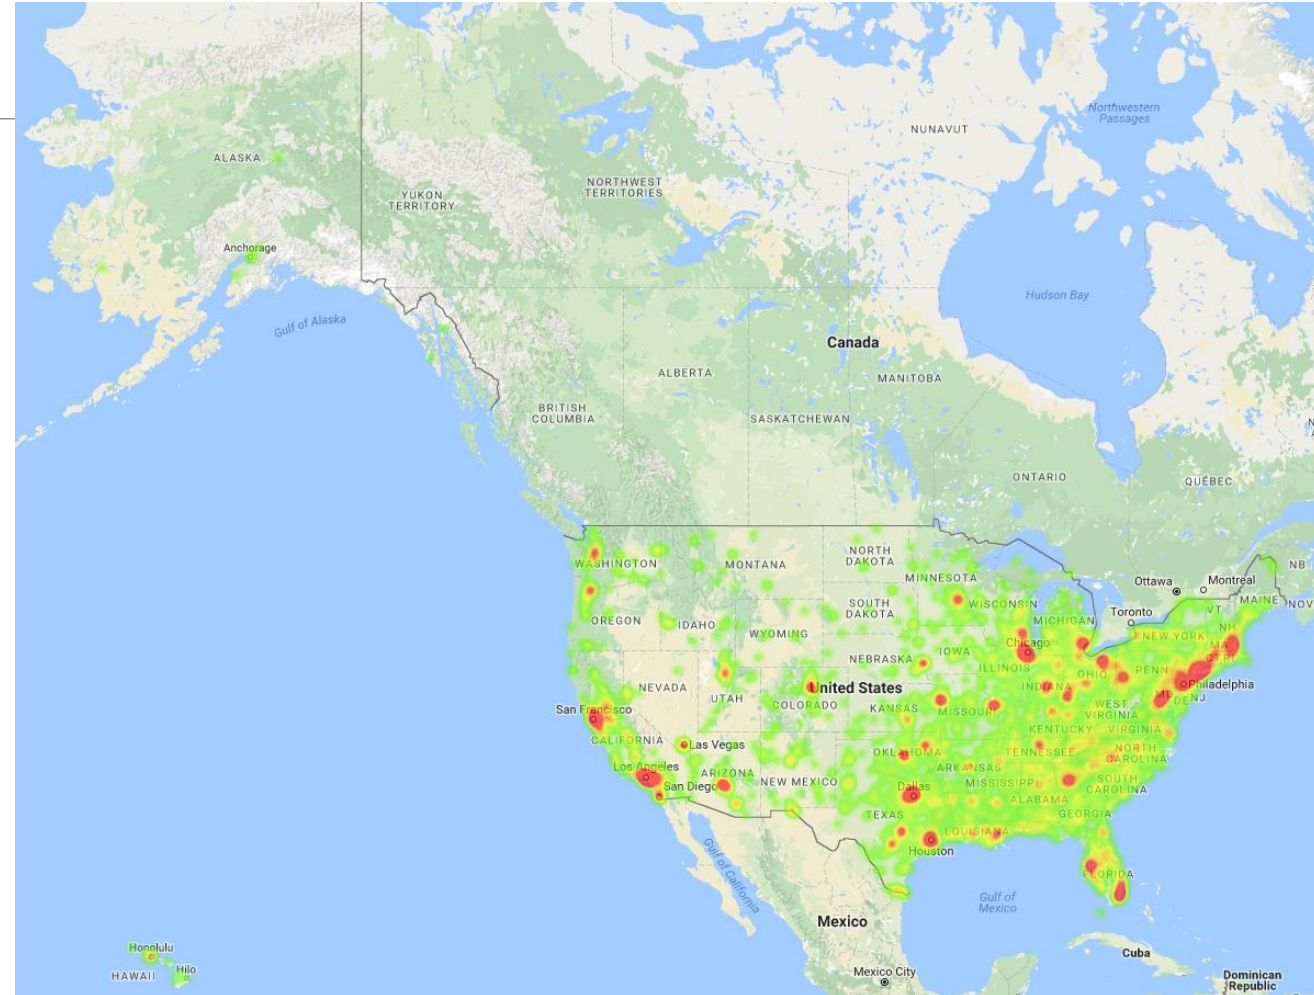 Northwestern
Passages
NUNAVUT
ALASKA
YUKON
TERRITORY
NORTHWEST
TERRITORIES
Anchorage
Gulf of Alaska
Hudson Bay
Canada
ALBERTA
MANITOBA
BRITISH
COLUMBIA
SASKATCHEWAN
ONTARIO
QUÉBEC
NB
WASHINGTON
MONTANA
NORTH
DAKOTA
MINNESOTA
Ottawa
Montreal
MAINE
NOV
VT
Toronto
OREGON
IDAHO
SOUTH
DAKOTA
WISCONSIN
MICHIGAN
WYOMING
NEW YORK
NH
MA
CT RI
Chicago
IOWA
NEBRASKA
ILLINOIS
INDIANA
OHIO
PENN
Philadelphia
NEVADA
UTAH
United States
COLORADO
KANSAS
MISSOURI
WEST
VIRGINIA
MD
DE
NJ
San Francisco
CALIFORNIA
Las Vegas
KENTUCKY
VIRGINIA
OKLAHOMA
TENNESSEE
NORTH
CAROLINA
Los Angeles
San Diego
ARIZONA
NEW MEXICO
ARKANSAS
MISSISSIPPI
SOUTH
CAROLINA
Dallas
ALABAMA
GEORGIA
TEXAS
LOUISIANA
Houston
FLORIDA
Gulf of California
Gulf of
Mexico
Mexico
Cuba
Honolulu
HAWAII
Hilo
Mexico City
Dominican
Republic